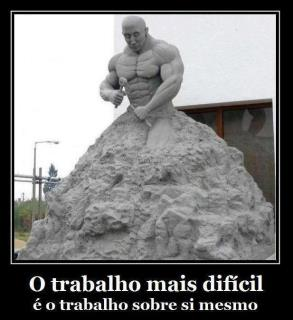 O trabalho mais difícil
é o trabalho sobre si mesmo